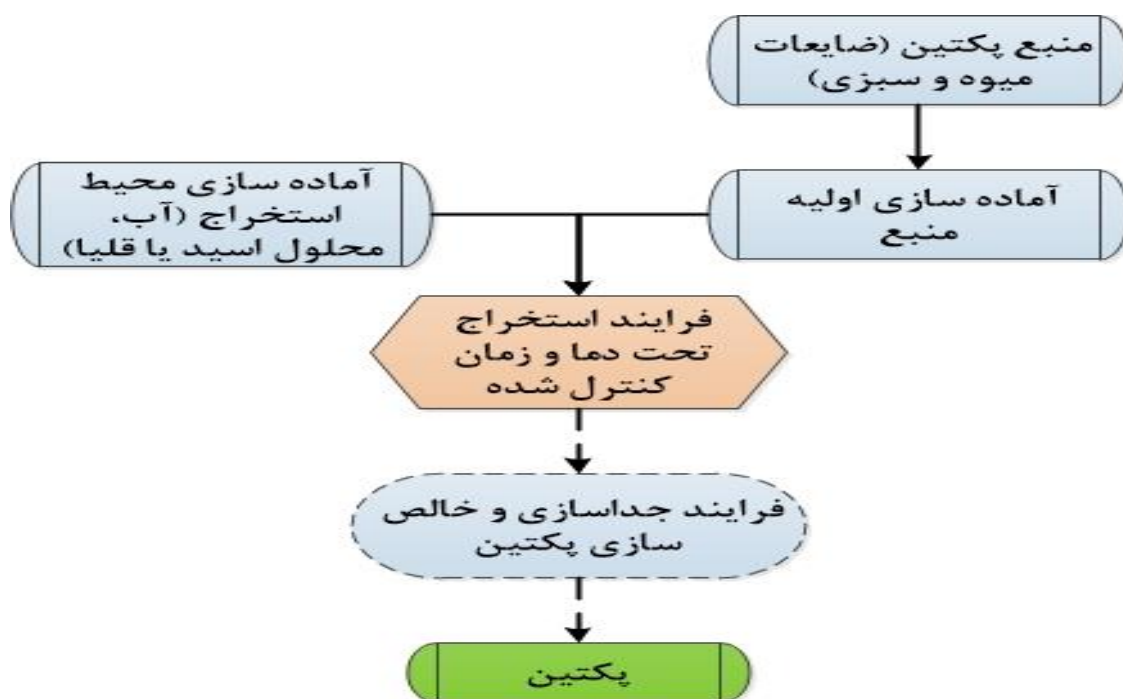 منبع پکتین (ضایعات
میوه و سبزی)
آماده سازی اولیه
منبع
آماده سازی محیط
استخراج (آب،
محلول اسید یا قلیا)
فرایند استخراج
تحت دما و زمان
کنترل شده
فرایند جداسازی و خالص
سازی پکتین
پکتین